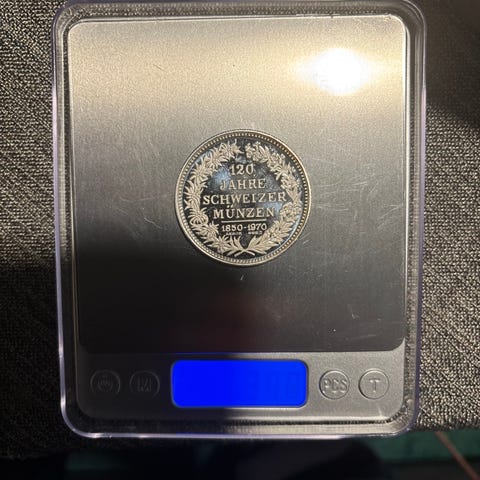 120
JAHRE
SCHWEIZER
MÜNZEN
1850-1970
M
PCS
T